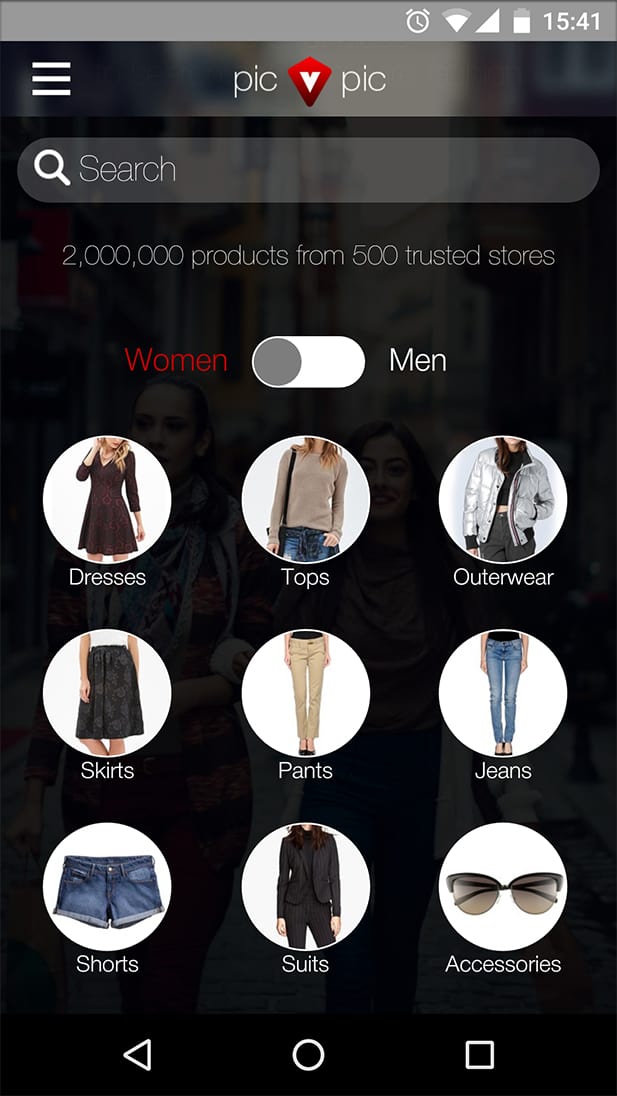 15:41
pic v pic
Search
2,000,000 products from 500 trusted stores
Women Men
Dresses Tops Outerwear
Skirts Pants Jeans
Shorts Suits Accessories